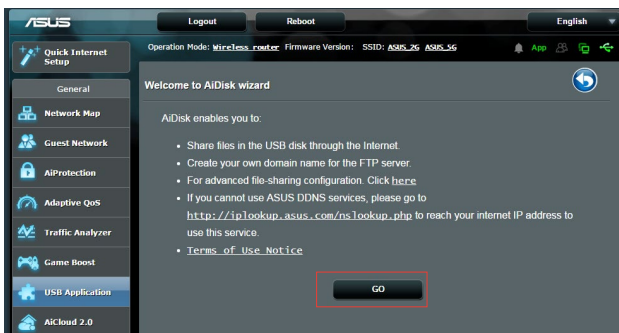 ASUS
Logout
Reboot
English
Quick Internet
Setup
Operation Mode: Wireless router Firmware Version: SSID: ASUS_2G ASUS_5G
App
General
Network Map
Guest Network
AiProtection
Adaptive QoS
Traffic Analyzer
Game Boost
USB Application
AiCloud 2.0
Welcome to AiDisk wizard
AiDisk enables you to:
• Share files in the USB disk through the Internet.
• Create your own domain name for the FTP server.
• For advanced file-sharing configuration. Click here
• If you cannot use ASUS DDNS services, please go to
http://iplookup.asus.com/nslookup.php to reach your internet IP address to
use this service.
• Terms of Use Notice
GO